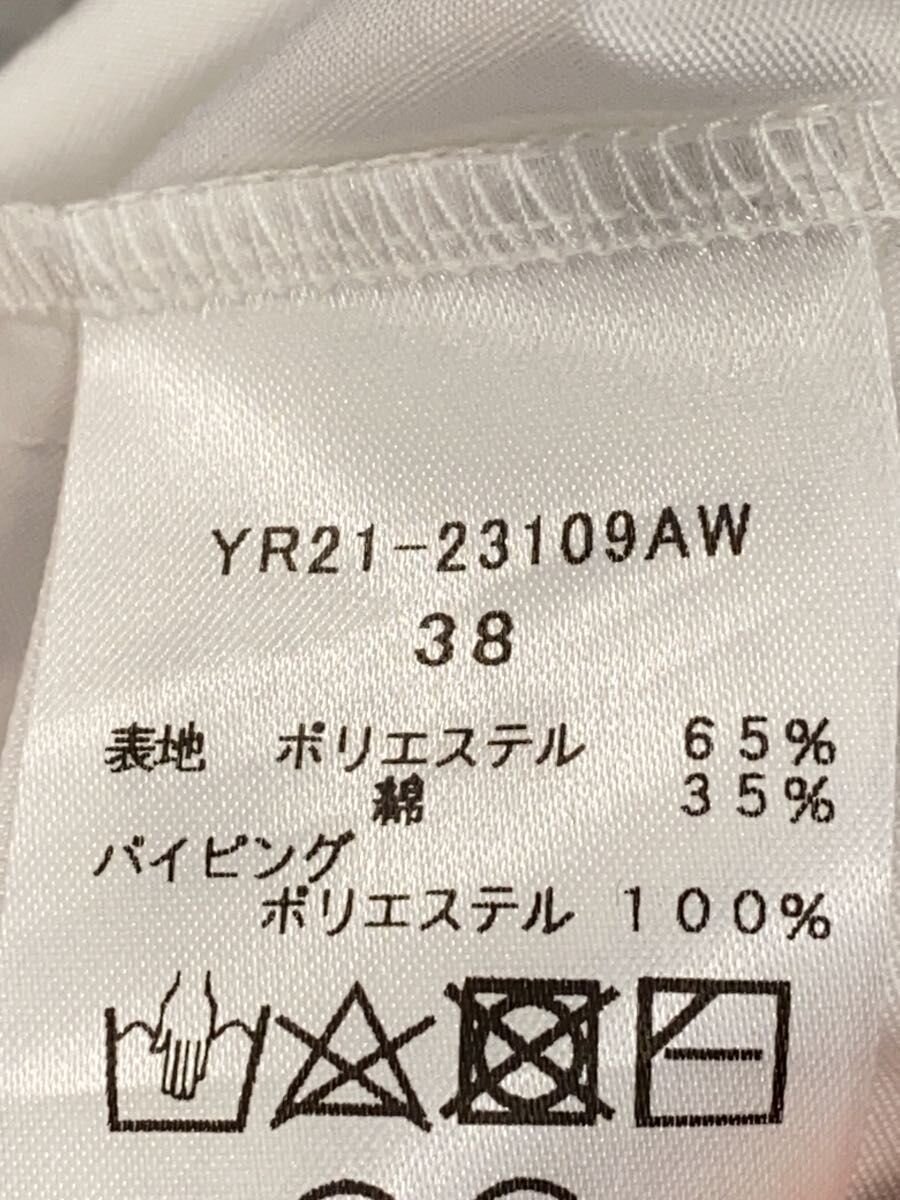 YR21-23109AW
38
表地 ポリエステル 65%
綿 35%
バイピング
ポリエステル 100%